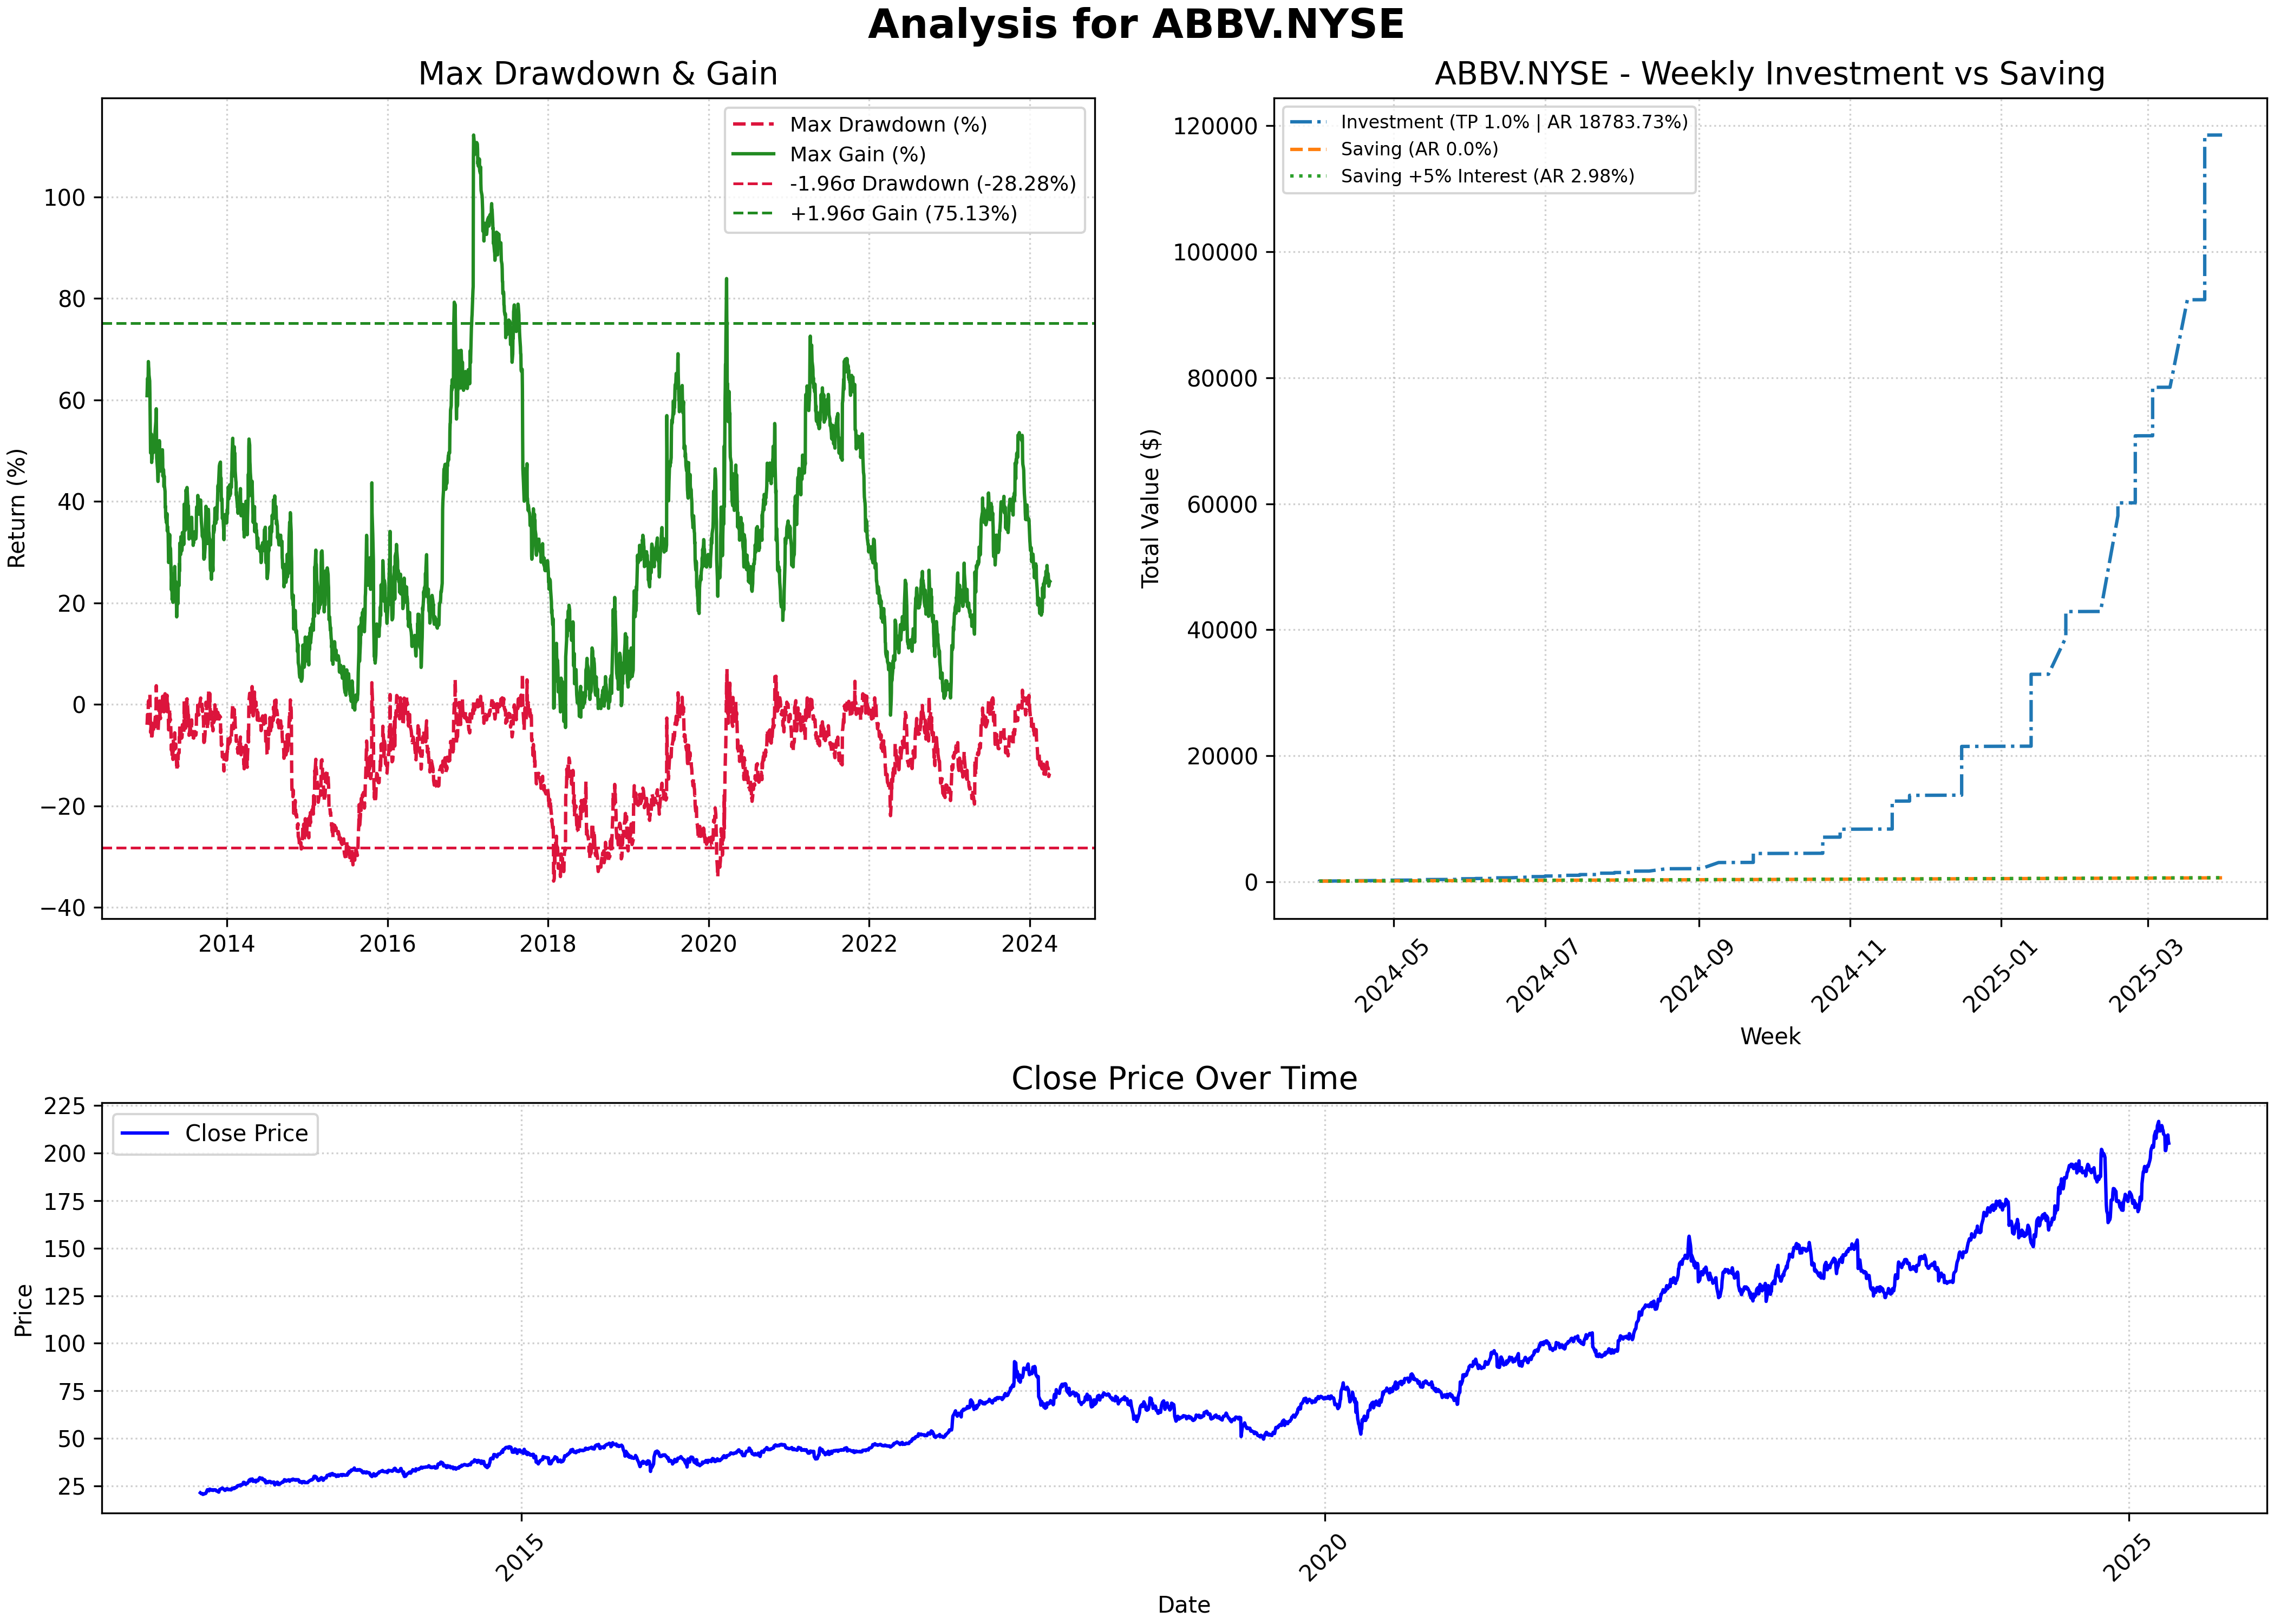 Analysis for ABBV.NYSE
Max Drawdown & Gain
Return (%)
100
80
60
40
20
0
−20
−40
2014
2016
2018
2020
2022
2024
Max Drawdown (%)
Max Gain (%)
-1.96σ Drawdown (-28.28%)
+1.96σ Gain (75.13%)
ABBV.NYSE - Weekly Investment vs Saving
Total Value ($)
120000
100000
80000
60000
40000
20000
0
Investment (TP 1.0% | AR 18783.73%)
Saving (AR 0.0%)
Saving +5% Interest (AR 2.98%)
2024-05
2024-07
2024-09
2024-11
2025-01
2025-03
Week
Close Price Over Time
Price
225
200
175
150
125
100
75
50
25
Close Price
2015
2020
2025
Date